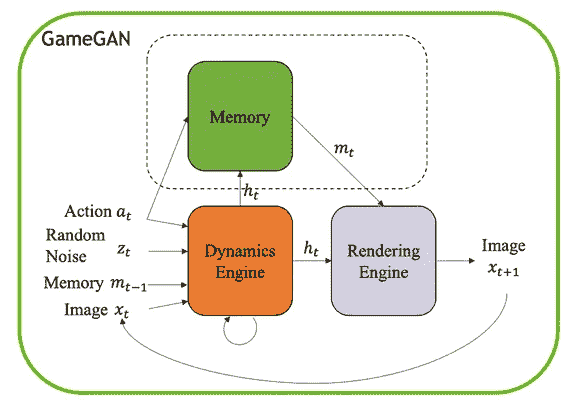 GameGAN
Memory
m_t
h_t
Action a_t
Random
Noise z_t
Memory m_{t-1}
Image x_t
Dynamics
Engine
h_t
Rendering
Engine
Image
x_{t+1}